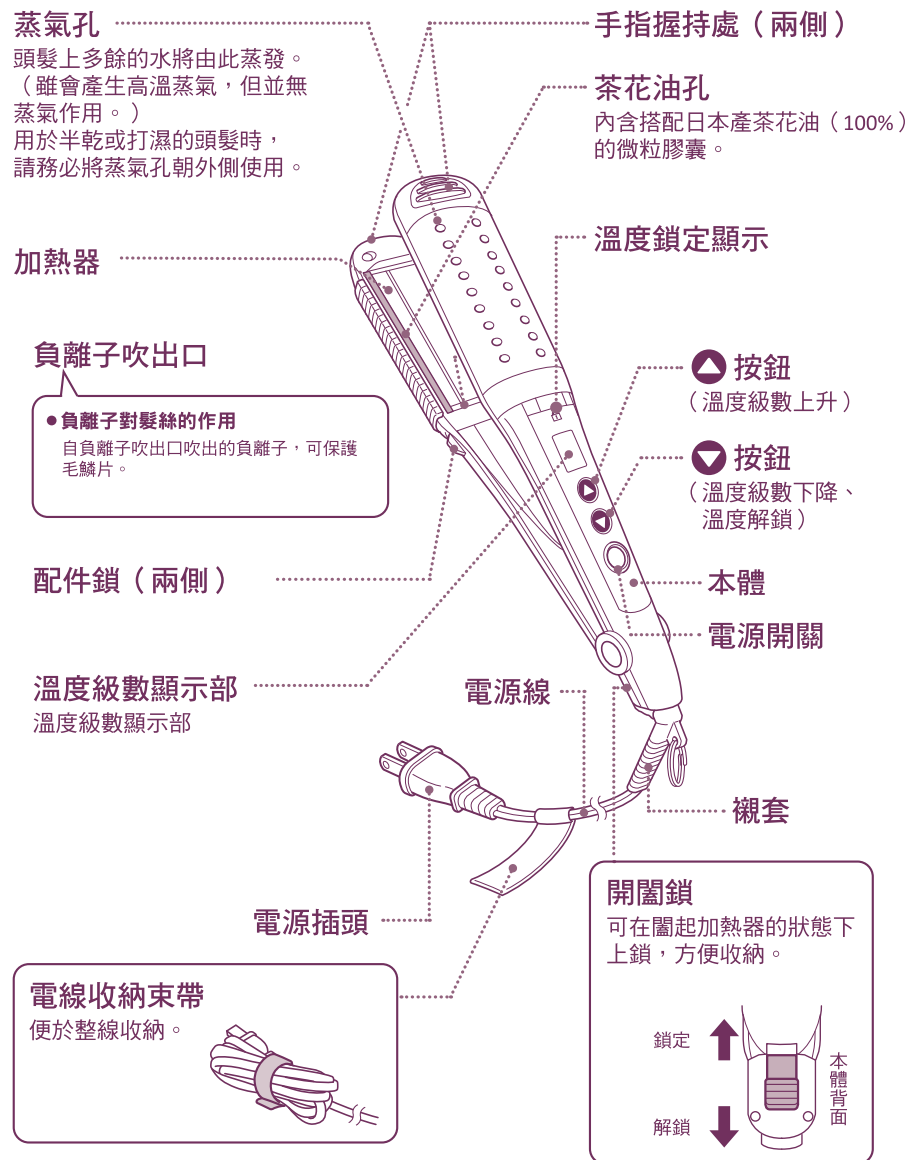 蒸氣孔
頭髮上多餘的水將由此蒸發。
（雖會產生高溫蒸氣，但並無
蒸氣作用。）
用於半乾或打濕的頭髮時，
請務必將蒸氣孔朝外側使用。
手指握持處（兩側）
茶花油孔
內含搭配日本產茶花油（100%）
的微粒膠囊。
加熱器
溫度鎖定顯示
負離子吹出口
●負離子對髮絲的作用
自負離子吹出口吹出的負離子，可保護
毛鱗片。
按鈕
（溫度級數上升）
按鈕
（溫度級數下降、
溫度解鎖）
配件鎖（兩側）
本體
電源開關
溫度級數顯示部
溫度級數顯示部
電源線
襯套
電源插頭
開闔鎖
可在闔起加熱器的狀態下
上鎖，方便收納。
鎖定
解鎖
本體背面
電線收納束帶
便於整線收納。